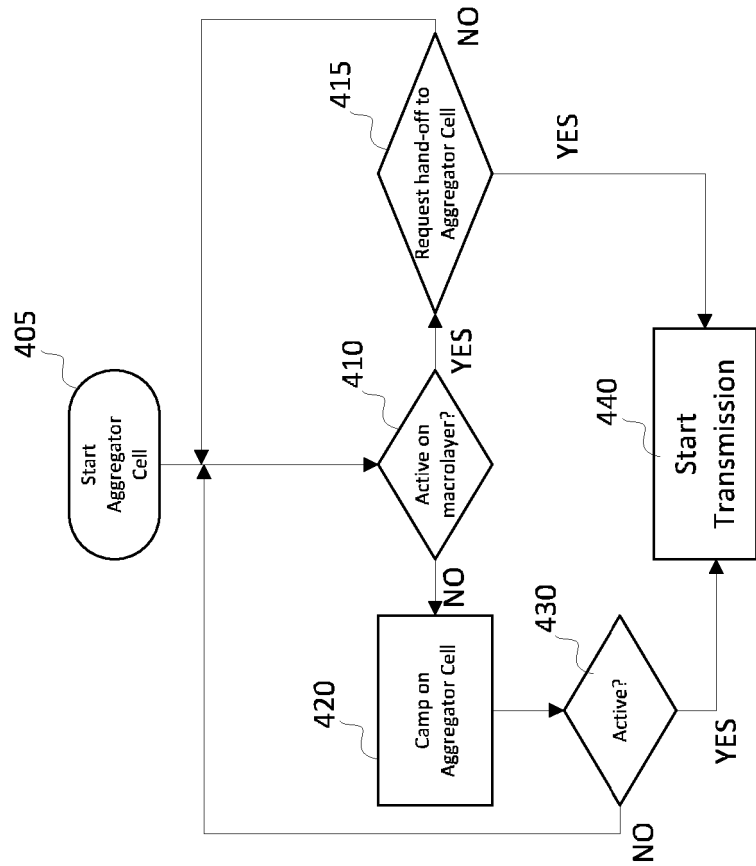 405
Start
Aggregator
Cell
410
Active on
macrolayer?
YES
415
Request hand-off to
Aggregator Cell
NO
YES
NO
420
Camp on
Aggregator Cell
430
Active?
NO
YES
440
Start
Transmission